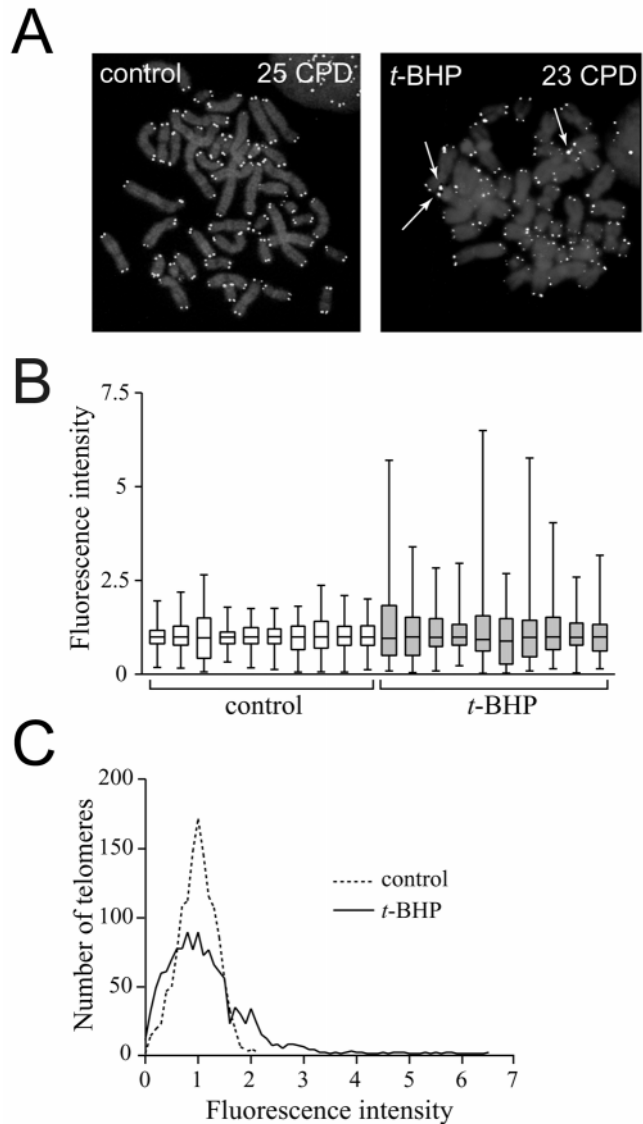 A
control 25 CPD
t-BHP 23 CPD
B
Fluorescence intensity
7.5
5
2.5
0
control t-BHP
C
Number of telomeres
200
150
100
50
0
control
t-BHP
0 1 2 3 4 5 6 7
Fluorescence intensity